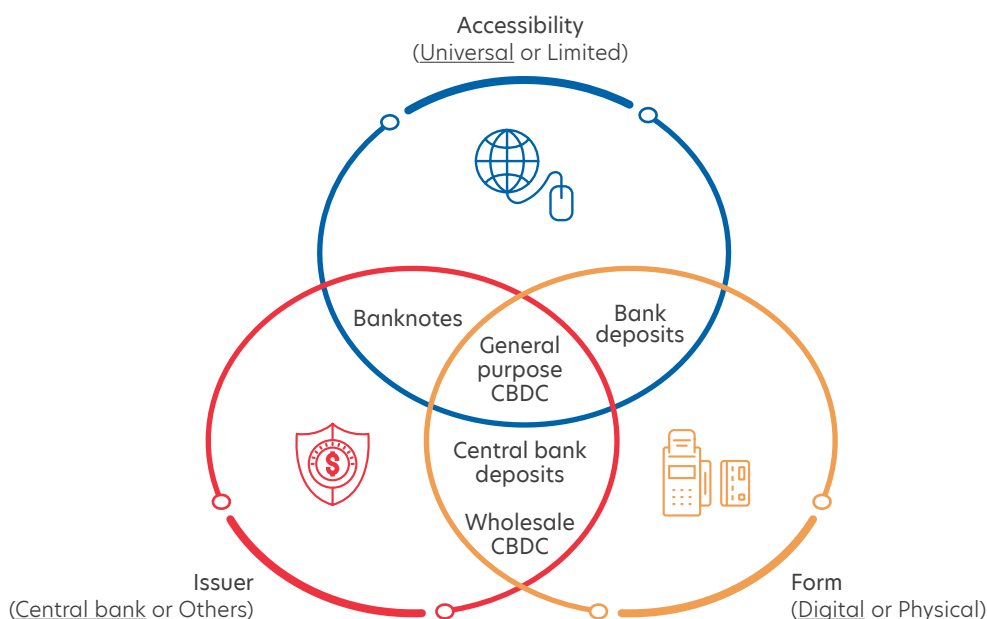 Accessibility
(Universal or Limited)
$
Banknotes
Bank
deposits
General
purpose
CBDC
Central bank
deposits
Wholesale
CBDC
Issuer
(Central bank or Others)
Form
(Digital or Physical)